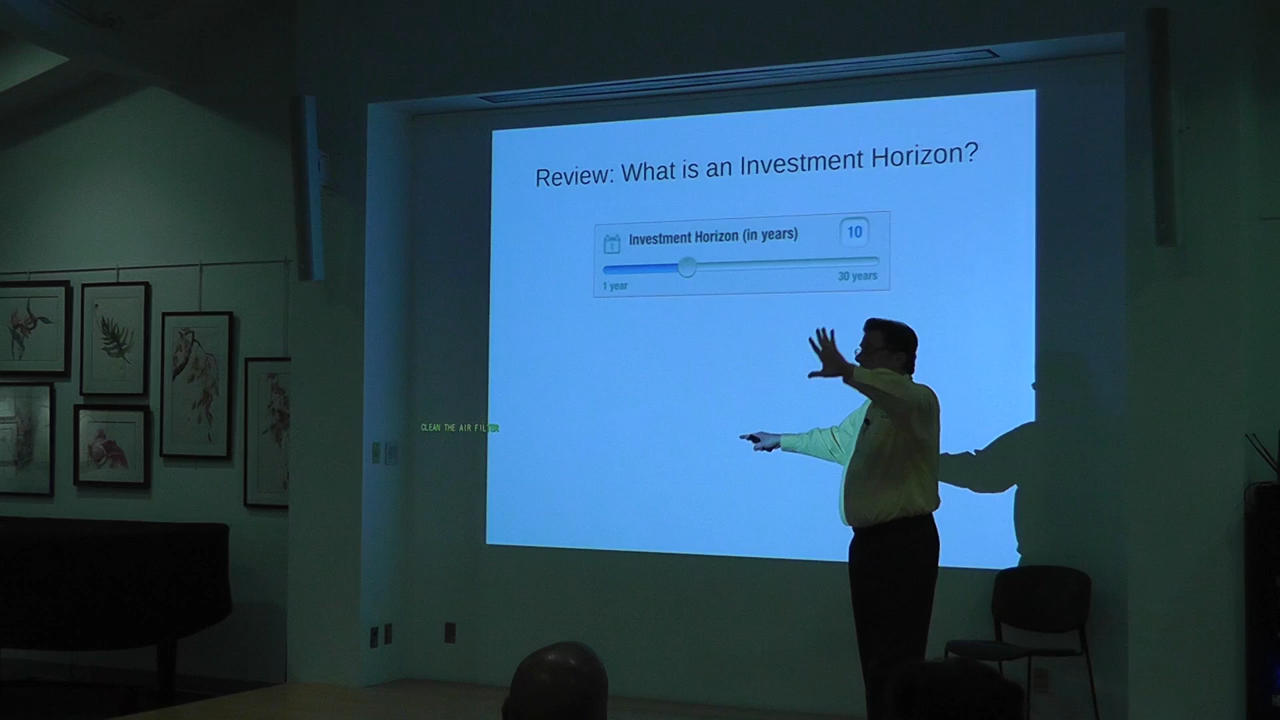 Review: What is an Investment Horizon?
Investment Horizon (in years)
10
1 year
30 years
CLEAN THE AIR FILTER